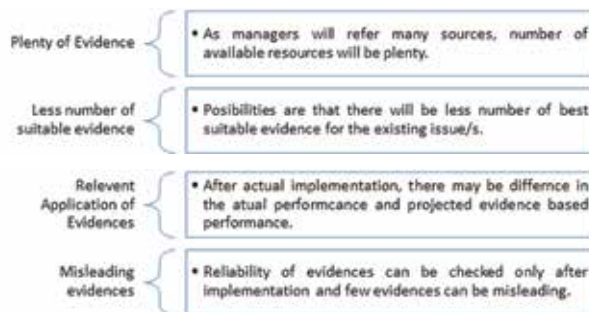 Plenty of Evidence
• As managers will refer many sources, number of
available resources will be plenty.
Less number of
suitable evidence
• Posibilities are that there will be less number of best
suitable evidence for the existing issue/s.
Relevent
Application of
Evidences
• After actual implementation, there may be differnce in
the atual performcance and projected evidence based
performance.
Misleading
evidences
• Reliability of evidences can be checked only after
implementation and few evidences can be misleading.